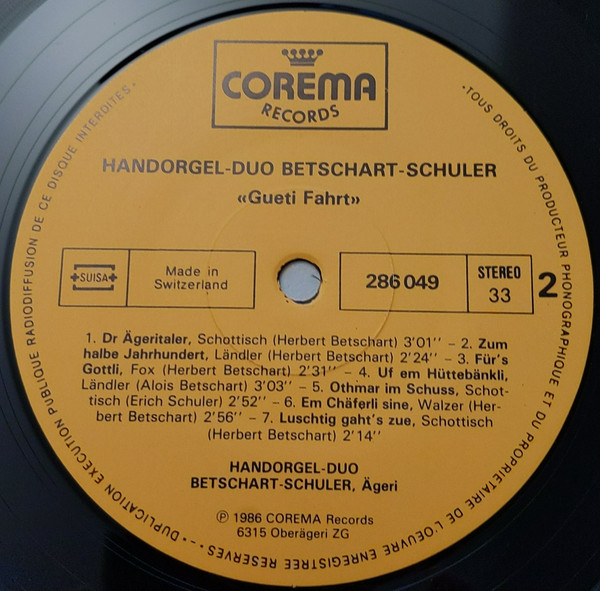 COREMA
RECORDS
HANDORGEL-DUO BETSCHART-SCHULER
«Gueti Fahrt»
SUISA
Made in
Switzerland
286 049
STEREO
33
2
1. Dr Ägeritaler, Schottisch (Herbert Betschart) 3'01'' – 2. Zum
halbe Jahrhundert, Ländler (Herbert Betschart) 2'24'' – 3. Für's
Gottli, Fox (Herbert Betschart) 2'31'' – 4. Uf em Hüttebänkli,
Ländler (Alois Betschart) 3'03'' – 5. Othmar im Schuss, Schot-
tisch (Erich Schuler) 2'52'' – 6. Em Chäferli sine, Walzer (Her-
bert Betschart) 2'56'' – 7. Luschtig gaht's zue, Schottisch
(Herbert Betschart) 2'14''
HANDORGEL-DUO
BETSCHART-SCHULER, Ägeri
℗ 1986 COREMA Records
6315 Oberägeri ZG
·TOUS DROITS DU PRODUCTEUR PHONOGRAPHIQUE ET DU PROPRIETAIRE DE L'OEUVRE ENREGISTREE RESERVES·--·DUPLICATION EXECUTION PUBLIQUE RADIODIFFUSION DE CE DISQUE INTERDITES·